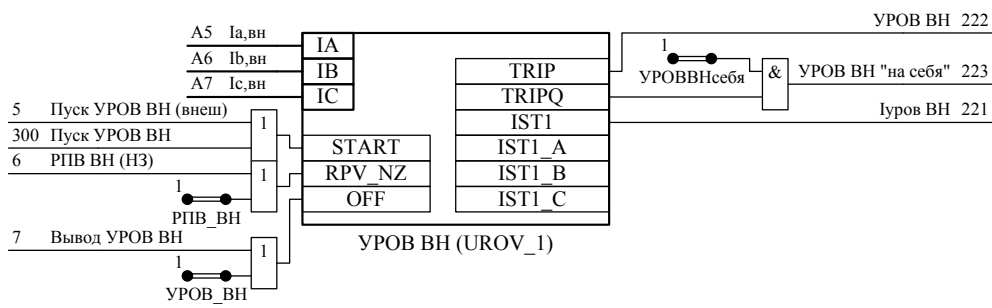 УРОВ ВН 222
A5 Ia,вн
IA
1
A6 Ib,вн
IB
TRIP
УРОВВНсебя
&
УРОВ ВН "на себя" 223
A7 Ic,вн
IC
TRIPQ
5 Пуск УРОВ ВН (внеш)
1
IST1
Iуров ВН 221
300 Пуск УРОВ ВН
START
IST1_A
6 РПВ ВН (НЗ)
1
RPV_NZ
IST1_B
1
OFF
IST1_C
РПВ_ВН
7 Вывод УРОВ ВН
1
УРОВ ВН (UROV_1)
1
УРОВ_ВН